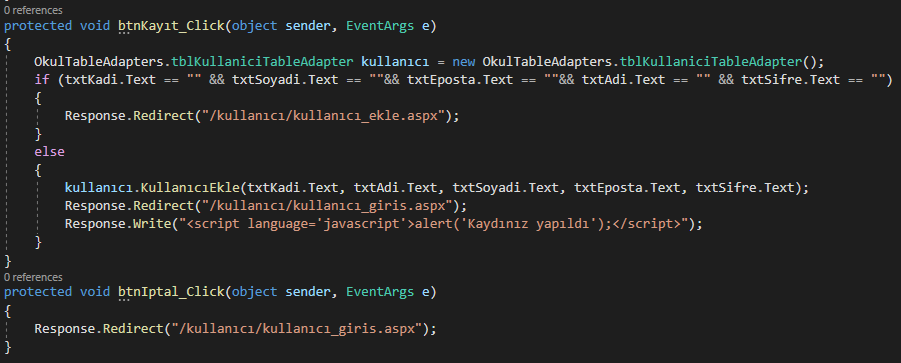 0 references
protected void btnKayıt_Click(object sender, EventArgs e)
{
OkulTableAdapters.tblKullaniciTableAdapter kullanıcı = new OkulTableAdapters.tblKullaniciTableAdapter();
if (txtKadi.Text == "" && txtSoyadi.Text == ""&& txtEposta.Text == ""&& txtAdi.Text == "" && txtSifre.Text == "")
{
Response.Redirect("/kullanıcı/kullanıcı_ekle.aspx");
}
else
{
kullanıcı.KullanıcıEkle(txtKadi.Text, txtAdi.Text, txtSoyadi.Text, txtEposta.Text, txtSifre.Text);
Response.Redirect("/kullanıcı/kullanıcı_giris.aspx");
Response.Write("<script language='javascript'>alert('Kaydınız yapıldı');</script>");
}
}
0 references
protected void btnIptal_Click(object sender, EventArgs e)
{
Response.Redirect("/kullanıcı/kullanıcı_giris.aspx");
}